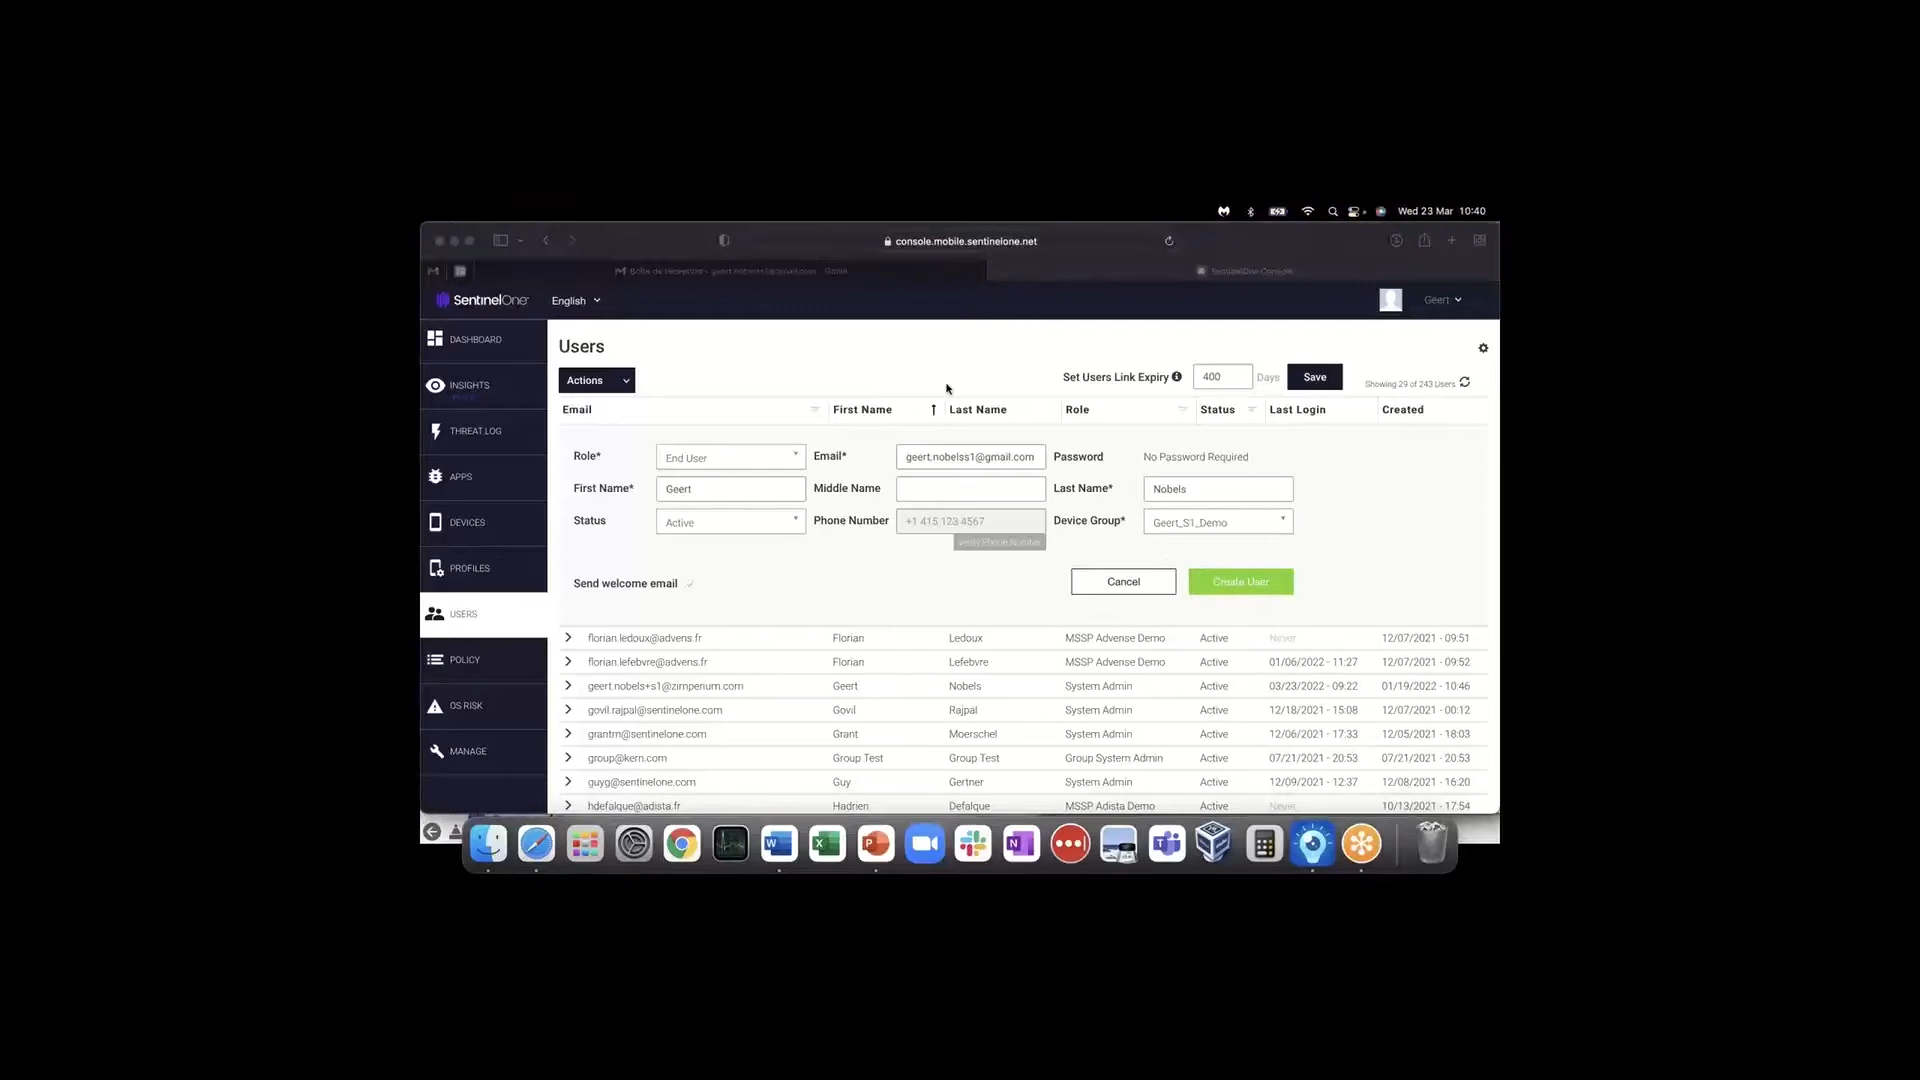 Wed 23 Mar 10:40
console.mobile.sentinelone.net
SentinelOne Console
SentinelOne English Geert
DASHBOARD
INSIGHTS
THREAT LOG
APPS
DEVICES
PROFILES
USERS
POLICY
OS RISK
MANAGE
Users
Actions Set Users Link Expiry 400 Days Save Showing 29 of 243 Users
Email First Name Last Name Role Status Last Login Created
Role* End User Email* geert.nobelss1@gmail.com Password No Password Required
First Name* Geert Middle Name Last Name* Nobels
Status Active Phone Number +1 415 123 4567 Device Group* Geert_S1_Demo
Verify Phone Number
Send welcome email Cancel Create User
florian.ledoux@advens.fr Florian Ledoux MSSP Advense Demo Active Never 12/07/2021 - 09:51
florian.lefebvre@advens.fr Florian Lefebvre MSSP Advense Demo Active 01/06/2022 - 11:27 12/07/2021 - 09:52
geert.nobels+s1@zimperium.com Geert Nobels System Admin Active 03/23/2022 - 09:22 01/19/2022 - 10:46
govil.rajpal@sentinelone.com Govil Rajpal System Admin Active 12/18/2021 - 15:08 12/07/2021 - 00:12
grantm@sentinelone.com Grant Moerschel System Admin Active 12/06/2021 - 17:33 12/05/2021 - 18:03
group@kern.com Group Test Group Test Group System Admin Active 07/21/2021 - 20:53 07/21/2021 - 20:53
guyg@sentinelone.com Guy Gertner System Admin Active 12/09/2021 - 12:37 12/08/2021 - 16:20
hdefalque@adista.fr Hadrien Defalque MSSP Adista Demo Active Never 10/13/2021 - 17:54